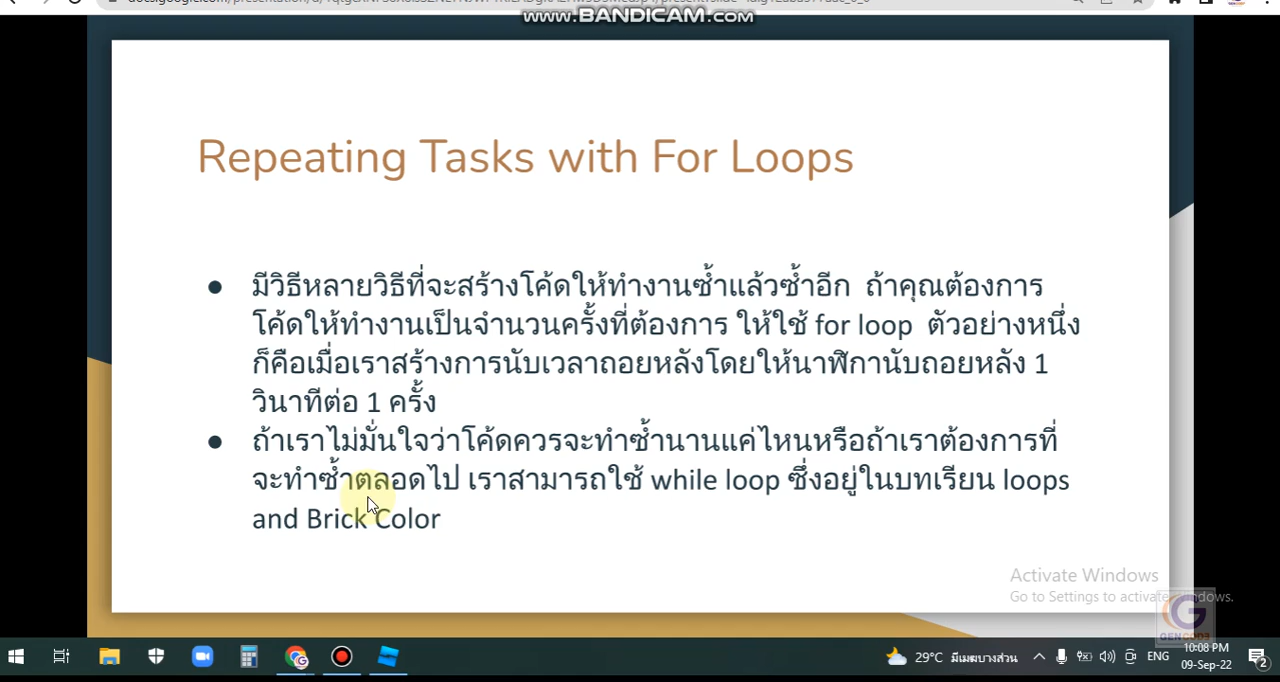 www.BANDICAM.com
Repeating Tasks with For Loops
● มีวิธีหลายวิธีที่จะสร้างโค้ดให้ทำงานซ้ำแล้วซ้ำอีก ถ้าคุณต้องการ
โค้ดให้ทำงานเป็นจำนวนครั้งที่ต้องการ ให้ใช้ for loop ตัวอย่างหนึ่ง
ก็คือเมื่อเราสร้างการนับเวลาถอยหลังโดยให้นาฬิกานับถอยหลัง 1
วินาทีต่อ 1 ครั้ง
● ถ้าเราไม่มั่นใจว่าโค้ดควรจะทำซ้ำนานแค่ไหนหรือถ้าเราต้องการที่
จะทำซ้ำตลอดไป เราสามารถใช้ while loop ซึ่งอยู่ในบทเรียน loops
and Brick Color
Activate Windows
Go to Settings to activate Windows.
GENCODE
29°C มีเมฆบางส่วน
ENG
10:08 PM
09-Sep-22
2